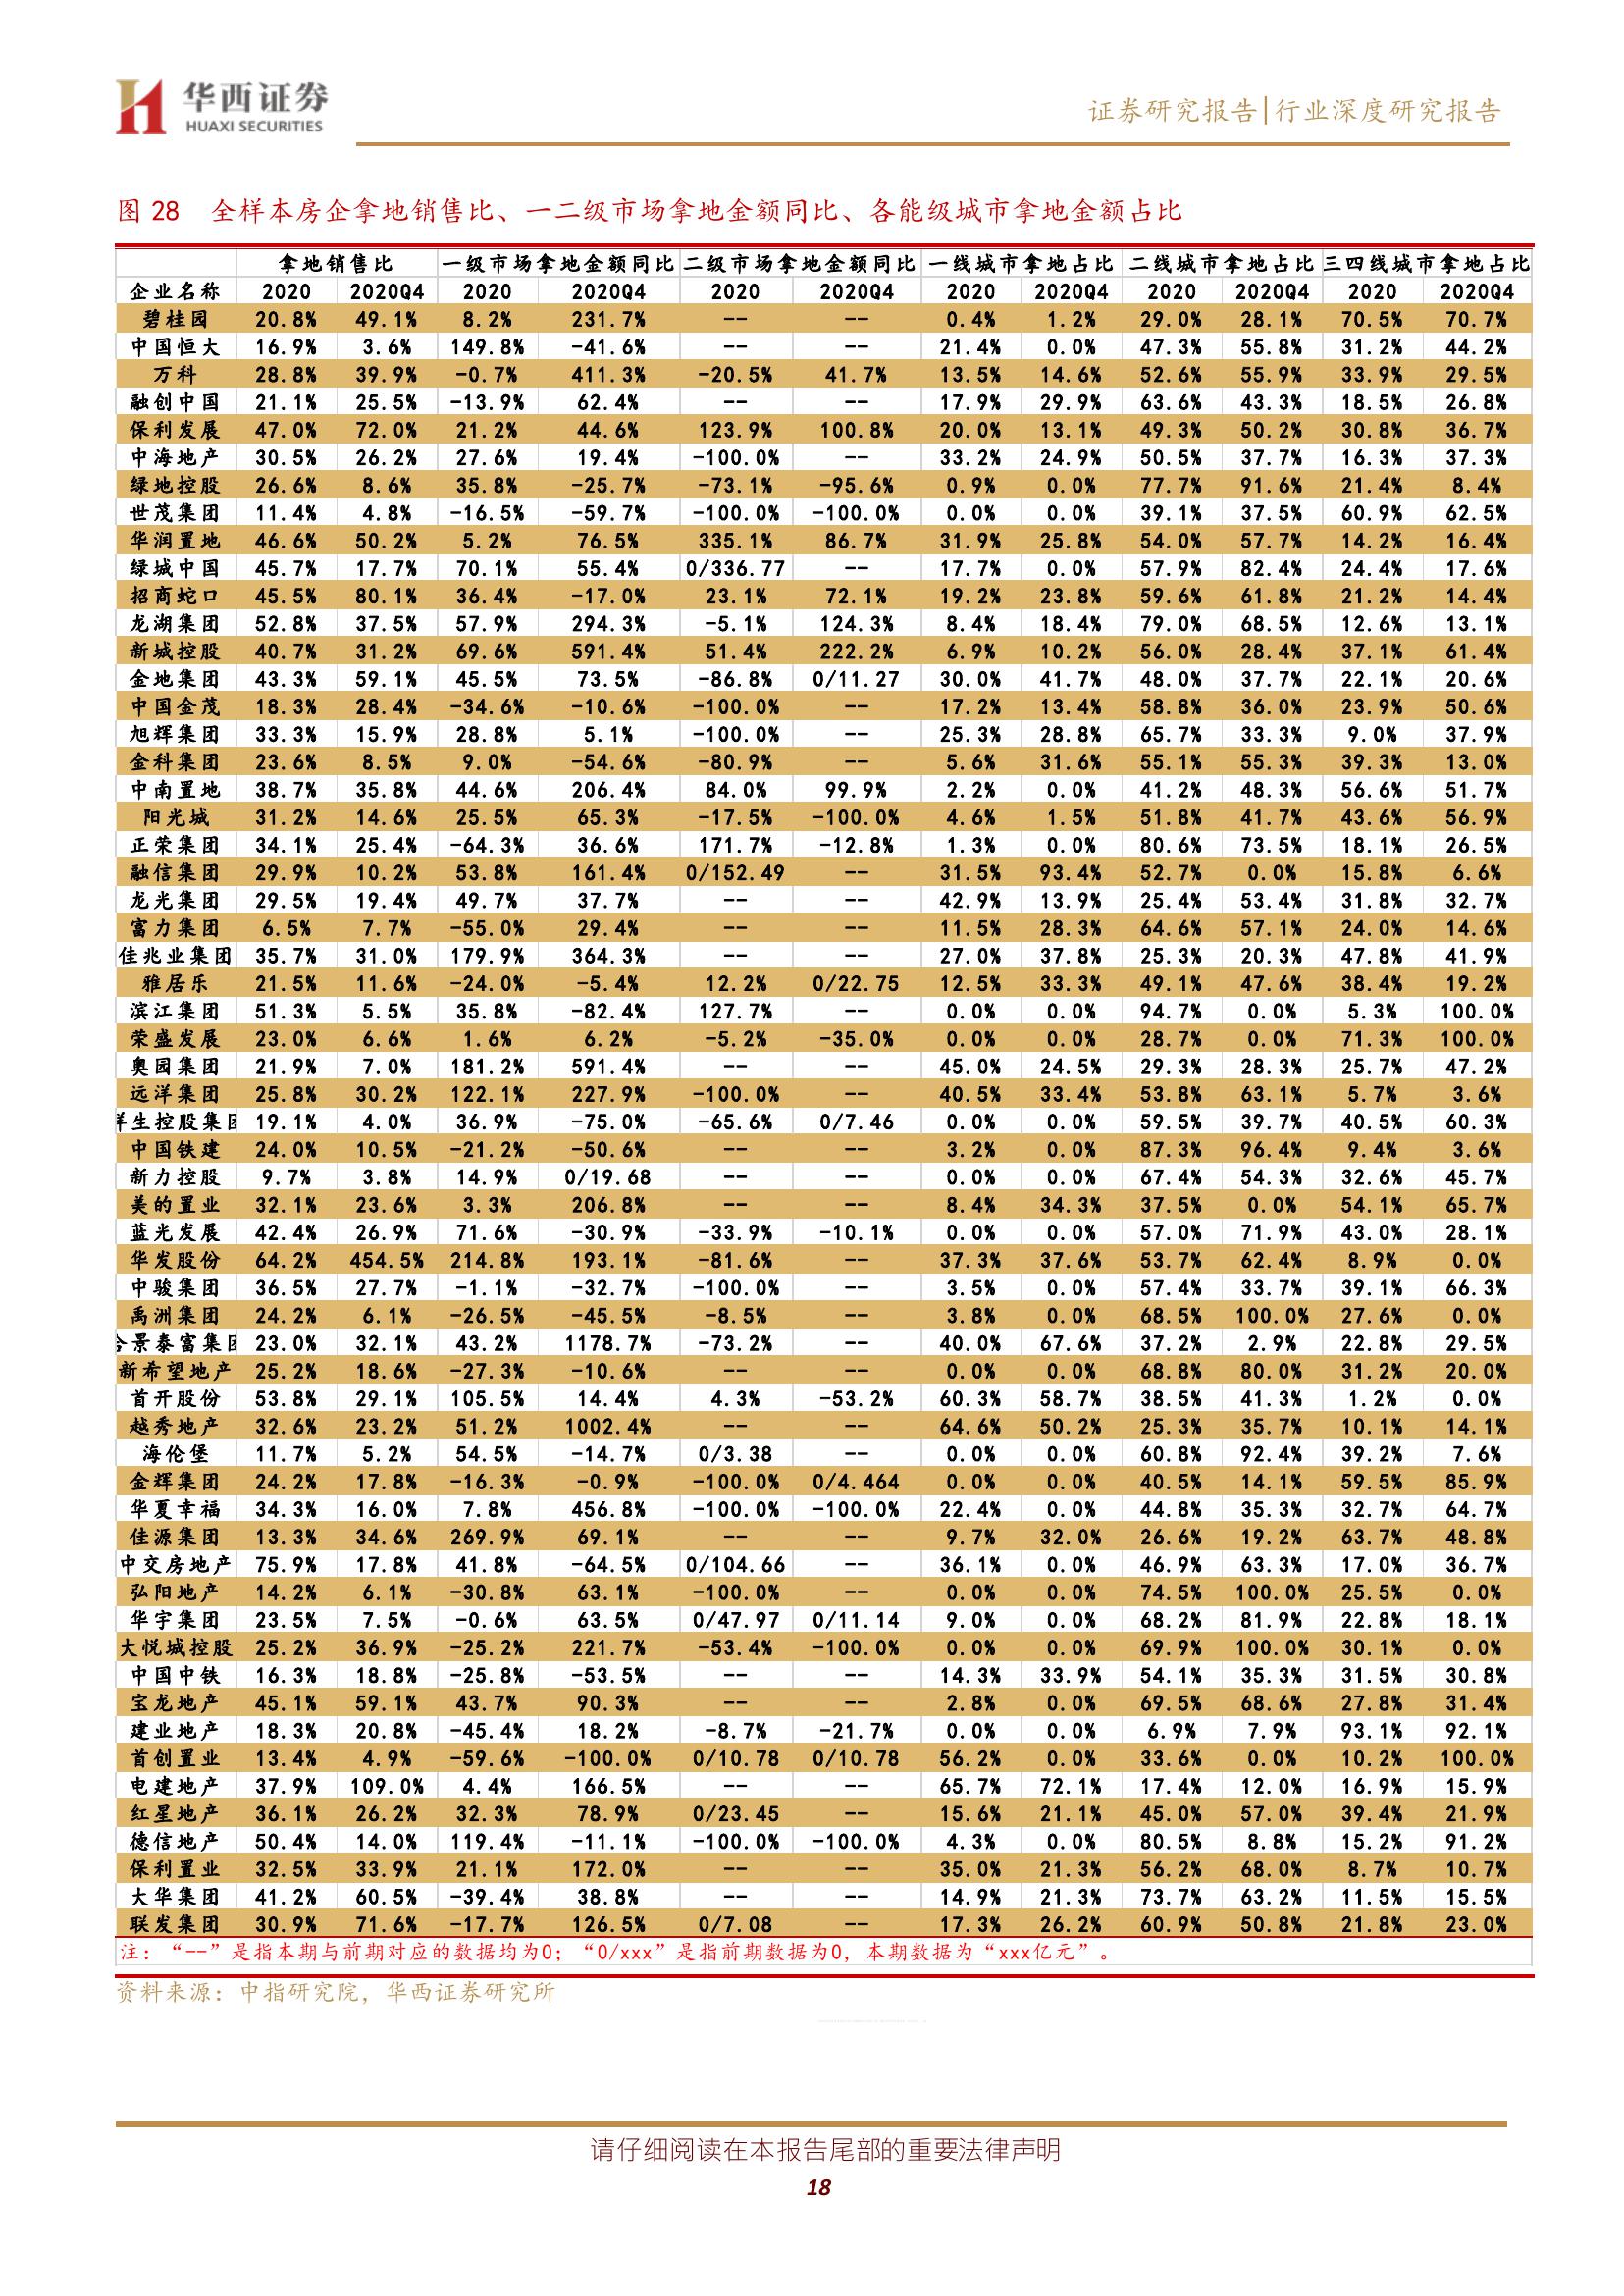 华西证券
HUAXI SECURITIES
证券研究报告|行业深度研究报告
图 28 全样本房企拿地销售比、一二级市场拿地金额同比、各能级城市拿地金额占比
拿地销售比 一级市场拿地金额同比 二级市场拿地金额同比 一线城市拿地占比 二线城市拿地占比 三四线城市拿地占比
企业名称 2020 2020Q4 2020 2020Q4 2020 2020Q4 2020 2020Q4 2020 2020Q4 2020 2020Q4
碧桂园 20.8% 49.1% 8.2% 231.7% -- -- 0.4% 1.2% 29.0% 28.1% 70.5% 70.7%
中国恒大 16.9% 3.6% 149.8% -41.6% -- -- 21.4% 0.0% 47.3% 55.8% 31.2% 44.2%
万科 28.8% 39.9% -0.7% 411.3% -20.5% 41.7% 13.5% 14.6% 52.6% 55.9% 33.9% 29.5%
融创中国 21.1% 25.5% -13.9% 62.4% -- -- 17.9% 29.9% 63.6% 43.3% 18.5% 26.8%
保利发展 47.0% 72.0% 21.2% 44.6% 123.9% 100.8% 20.0% 13.1% 49.3% 50.2% 30.8% 36.7%
中海地产 30.5% 26.2% 27.6% 19.4% -100.0% -- 33.2% 24.9% 50.5% 37.7% 16.3% 37.3%
绿地控股 26.6% 8.6% 35.8% -25.7% -73.1% -95.6% 0.9% 0.0% 77.7% 91.6% 21.4% 8.4%
世茂集团 11.4% 4.8% -16.5% -59.7% -100.0% -100.0% 0.0% 0.0% 39.1% 37.5% 60.9% 62.5%
华润置地 46.6% 50.2% 5.2% 76.5% 335.1% 86.7% 31.9% 25.8% 54.0% 57.7% 14.2% 16.4%
绿城中国 45.7% 17.7% 70.1% 55.4% 0/336.77 -- 17.7% 0.0% 57.9% 82.4% 24.4% 17.6%
招商蛇口 45.5% 80.1% 36.4% -17.0% 23.1% 72.1% 19.2% 23.8% 59.6% 61.8% 21.2% 14.4%
龙湖集团 52.8% 37.5% 57.9% 294.3% -5.1% 124.3% 8.4% 18.4% 79.0% 68.5% 12.6% 13.1%
新城控股 40.7% 31.2% 69.6% 591.4% 51.4% 222.2% 6.9% 10.2% 56.0% 28.4% 37.1% 61.4%
金地集团 43.3% 59.1% 45.5% 73.5% -86.8% 0/11.27 30.0% 41.7% 48.0% 37.7% 22.1% 20.6%
中国金茂 18.3% 28.4% -34.6% -10.6% -100.0% -- 17.2% 13.4% 58.8% 36.0% 23.9% 50.6%
旭辉集团 33.3% 15.9% 28.8% 5.1% -100.0% -- 25.3% 28.8% 65.7% 33.3% 9.0% 37.9%
金科集团 23.6% 8.5% 9.0% -54.6% -80.9% -- 5.6% 31.6% 55.1% 55.3% 39.3% 13.0%
中南置地 38.7% 35.8% 44.6% 206.4% 84.0% 99.9% 2.2% 0.0% 41.2% 48.3% 56.6% 51.7%
阳光城 31.2% 14.6% 25.5% 65.3% -17.5% -100.0% 4.6% 1.5% 51.8% 41.7% 43.6% 56.9%
正荣集团 34.1% 25.4% -64.3% 36.6% 171.7% -12.8% 1.3% 0.0% 80.6% 73.5% 18.1% 26.5%
融信集团 29.9% 10.2% 53.8% 161.4% 0/152.49 -- 31.5% 93.4% 52.7% 0.0% 15.8% 6.6%
龙光集团 29.5% 19.4% 49.7% 37.7% -- -- 42.9% 13.9% 25.4% 53.4% 31.8% 32.7%
富力集团 6.5% 7.7% -55.0% 29.4% -- -- 11.5% 28.3% 64.6% 57.1% 24.0% 14.6%
佳兆业集团 35.7% 31.0% 179.9% 364.3% -- -- 27.0% 37.8% 25.3% 20.3% 47.8% 41.9%
雅居乐 21.5% 11.6% -24.0% -5.4% 12.2% 0/22.75 12.5% 33.3% 49.1% 47.6% 38.4% 19.2%
滨江集团 51.3% 5.5% 35.8% -82.4% 127.7% -- 0.0% 0.0% 94.7% 0.0% 5.3% 100.0%
荣盛发展 23.0% 6.6% 1.6% 6.2% -5.2% -35.0% 0.0% 0.0% 28.7% 0.0% 71.3% 100.0%
奥园集团 21.9% 7.0% 181.2% 591.4% -- -- 45.0% 24.5% 29.3% 28.3% 25.7% 47.2%
远洋集团 25.8% 30.2% 122.1% 227.9% -100.0% -- 40.5% 33.4% 53.8% 63.1% 5.7% 3.6%
祥生控股集团 19.1% 4.0% 36.9% -75.0% -65.6% 0/7.46 0.0% 0.0% 59.5% 39.7% 40.5% 60.3%
中国铁建 24.0% 10.5% -21.2% -50.6% -- -- 3.2% 0.0% 87.3% 96.4% 9.4% 3.6%
新力控股 9.7% 3.8% 14.9% 0/19.68 -- -- 0.0% 0.0% 67.4% 54.3% 32.6% 45.7%
美的置业 32.1% 23.6% 3.3% 206.8% -- -- 8.4% 34.3% 37.5% 0.0% 54.1% 65.7%
蓝光发展 42.4% 26.9% 71.6% -30.9% -33.9% -10.1% 0.0% 0.0% 57.0% 71.9% 43.0% 28.1%
华发股份 64.2% 454.5% 214.8% 193.1% -81.6% -- 37.3% 37.6% 53.7% 62.4% 8.9% 0.0%
中骏集团 36.5% 27.7% -1.1% -32.7% -100.0% -- 3.5% 0.0% 57.4% 33.7% 39.1% 66.3%
禹洲集团 24.2% 6.1% -26.5% -45.5% -8.5% -- 3.8% 0.0% 68.5% 100.0% 27.6% 0.0%
合景泰富集团 23.0% 32.1% 43.2% 1178.7% -73.2% -- 40.0% 67.6% 37.2% 2.9% 22.8% 29.5%
新希望地产 25.2% 18.6% -27.3% -10.6% -- -- 0.0% 0.0% 68.8% 80.0% 31.2% 20.0%
首开股份 53.8% 29.1% 105.5% 14.4% 4.3% -53.2% 60.3% 58.7% 38.5% 41.3% 1.2% 0.0%
越秀地产 32.6% 23.2% 51.2% 1002.4% -- -- 64.6% 50.2% 25.3% 35.7% 10.1% 14.1%
海伦堡 11.7% 5.2% 54.5% -14.7% 0/3.38 -- 0.0% 0.0% 60.8% 92.4% 39.2% 7.6%
金辉集团 24.2% 17.8% -16.3% -0.9% -100.0% 0/4.464 0.0% 0.0% 40.5% 14.1% 59.5% 85.9%
华夏幸福 34.3% 16.0% 7.8% 456.8% -100.0% -100.0% 22.4% 0.0% 44.8% 35.3% 32.7% 64.7%
佳源集团 13.3% 34.6% 269.9% 69.1% -- -- 9.7% 32.0% 26.6% 19.2% 63.7% 48.8%
中交房地产 75.9% 17.8% 41.8% -64.5% 0/104.66 -- 36.1% 0.0% 46.9% 63.3% 17.0% 36.7%
弘阳地产 14.2% 6.1% -30.8% 63.1% -100.0% -- 0.0% 0.0% 74.5% 100.0% 25.5% 0.0%
华宇集团 23.5% 7.5% -0.6% 63.5% 0/47.97 0/11.14 9.0% 0.0% 68.2% 81.9% 22.8% 18.1%
大悦城控股 25.2% 36.9% -25.2% 221.7% -53.4% -100.0% 0.0% 0.0% 69.9% 100.0% 30.1% 0.0%
中国中铁 16.3% 18.8% -25.8% -53.5% -- -- 14.3% 33.9% 54.1% 35.3% 31.5% 30.8%
宝龙地产 45.1% 59.1% 43.7% 90.3% -- -- 2.8% 0.0% 69.5% 68.6% 27.8% 31.4%
建业地产 18.3% 20.8% -45.4% 18.2% -8.7% -21.7% 0.0% 0.0% 6.9% 7.9% 93.1% 92.1%
首创置业 13.4% 4.9% -59.6% -100.0% 0/10.78 0/10.78 56.2% 0.0% 33.6% 0.0% 10.2% 100.0%
电建地产 37.9% 109.0% 4.4% 166.5% -- -- 65.7% 72.1% 17.4% 12.0% 16.9% 15.9%
红星地产 36.1% 26.2% 32.3% 78.9% 0/23.45 -- 15.6% 21.1% 45.0% 57.0% 39.4% 21.9%
德信地产 50.4% 14.0% 119.4% -11.1% -100.0% -100.0% 4.3% 0.0% 80.5% 8.8% 15.2% 91.2%
保利置业 32.5% 33.9% 21.1% 172.0% -- -- 35.0% 21.3% 56.2% 68.0% 8.7% 10.7%
大华集团 41.2% 60.5% -39.4% 38.8% -- -- 14.9% 21.3% 73.7% 63.2% 11.5% 15.5%
联发集团 30.9% 71.6% -17.7% 126.5% 0/7.08 -- 17.3% 26.2% 60.9% 50.8% 21.8% 23.0%
注：“--”是指本期与前期对应的数据均为0；“0/xxx”是指前期数据为0，本期数据为“xxx亿元”。
资料来源：中指研究院，华西证券研究所
请仔细阅读在本报告尾部的重要法律声明
18